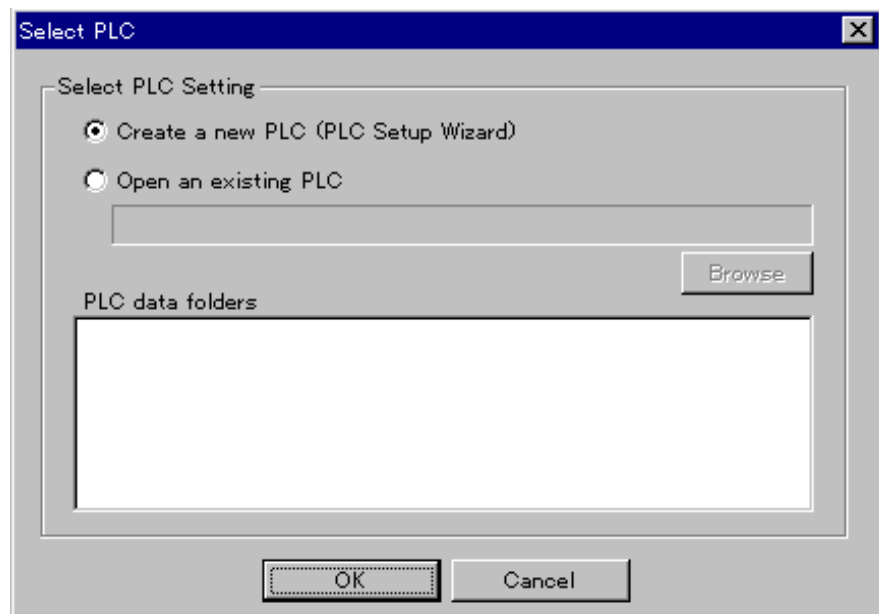 Select PLC
Select PLC Setting
Create a new PLC (PLC Setup Wizard)
Open an existing PLC
Browse
PLC data folders
OK
Cancel